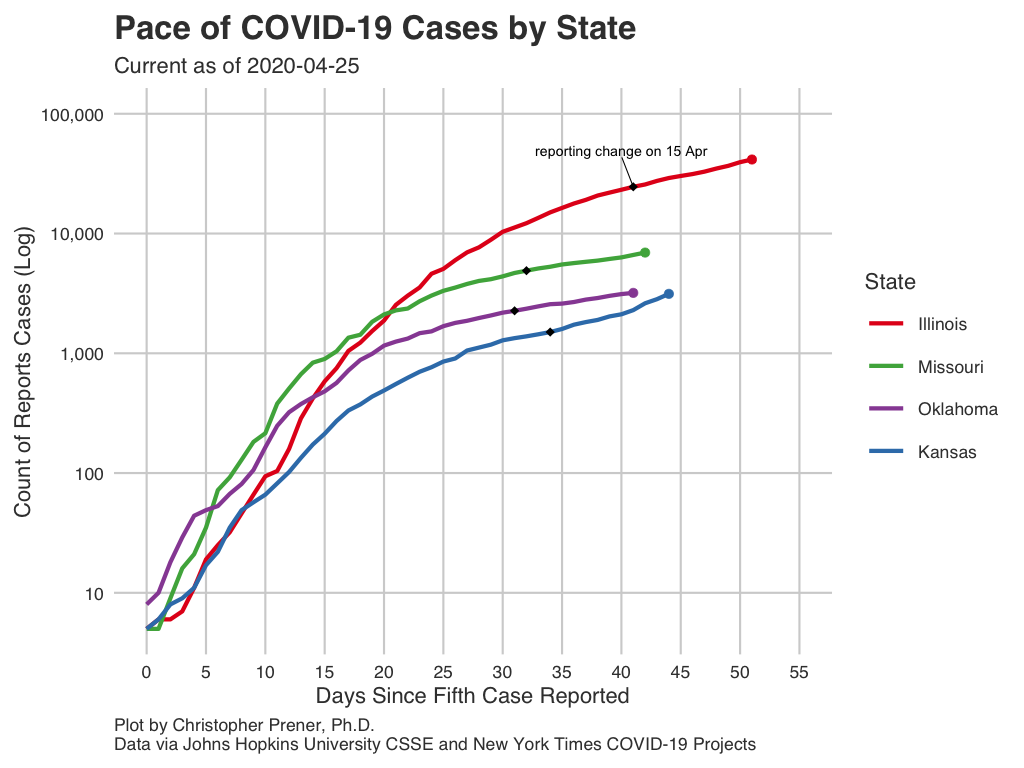 Pace of COVID-19 Cases by State
Current as of 2020-04-25
Count of Reports Cases (Log)
100,000
10,000
1,000
100
10
reporting change on 15 Apr
State
Illinois
Missouri
Oklahoma
Kansas
0 5 10 15 20 25 30 35 40 45 50 55
Days Since Fifth Case Reported
Plot by Christopher Prener, Ph.D.
Data via Johns Hopkins University CSSE and New York Times COVID-19 Projects